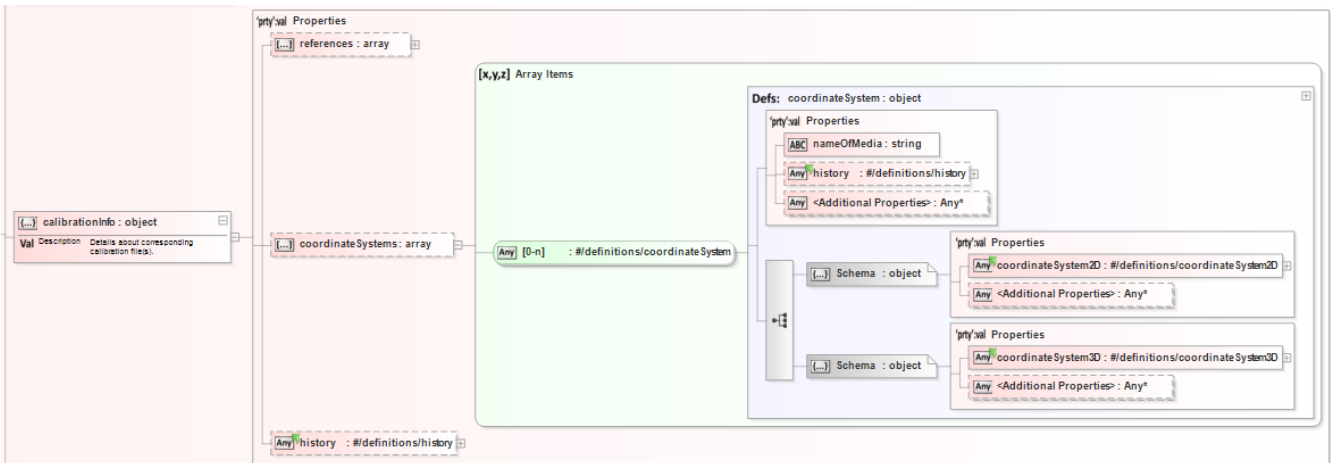 'prty':val Properties
[...] references : array
[x,y,z] Array Items
Defs: coordinateSystem : object
'prty':val Properties
ABC nameOfMedia : string
Any history : #/definitions/history
Any <Additional Properties> : Any*
{...} calibrationInfo : object
Val Description Details about corresponding
calibration file(s).
[...] coordinateSystems : array
Any [0-n] : #/definitions/coordinateSystem
'prty':val Properties
{...} Schema : object
Any coordinateSystem2D : #/definitions/coordinateSystem2D
Any <Additional Properties> : Any*
'prty':val Properties
{...} Schema : object
Any coordinateSystem3D : #/definitions/coordinateSystem3D
Any <Additional Properties> : Any*
Any history : #/definitions/history